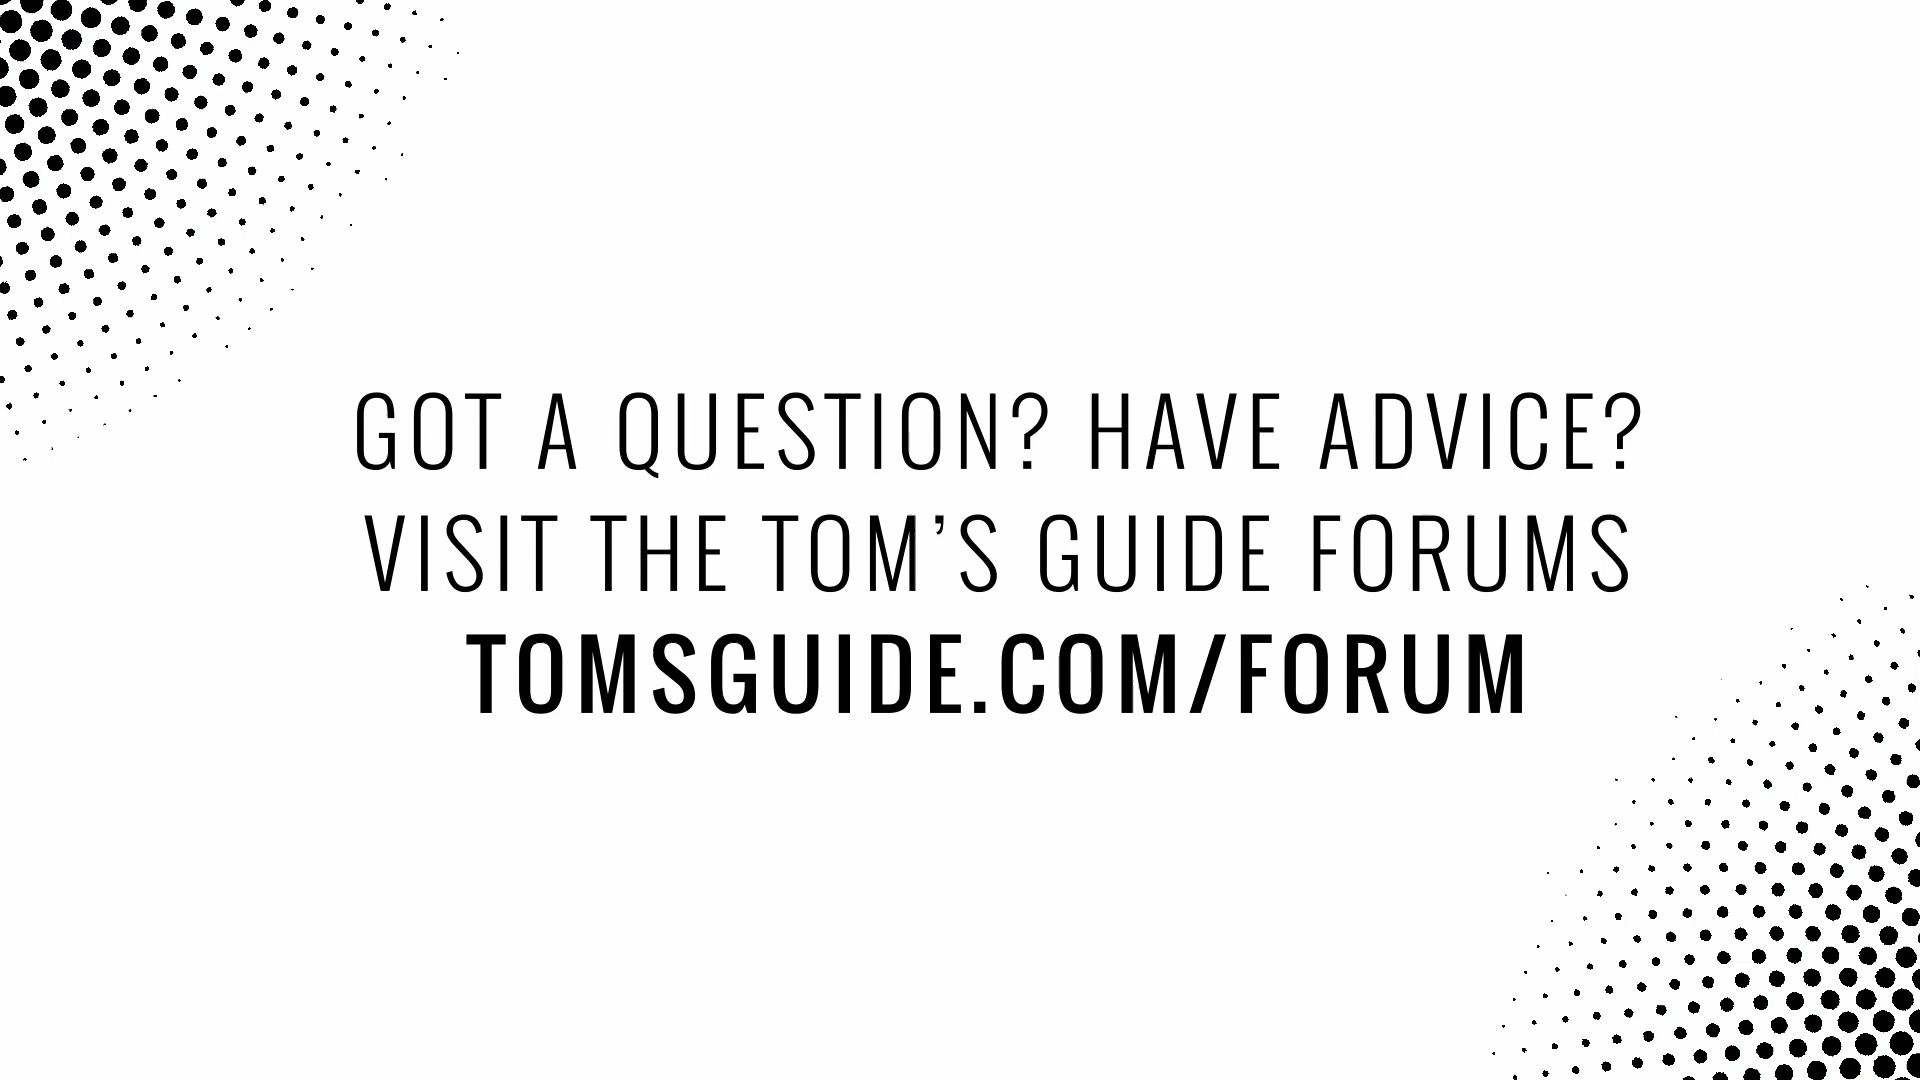 GOT A QUESTION? HAVE ADVICE?
VISIT THE TOM’S GUIDE FORUMS
TOMSGUIDE.COM/FORUM